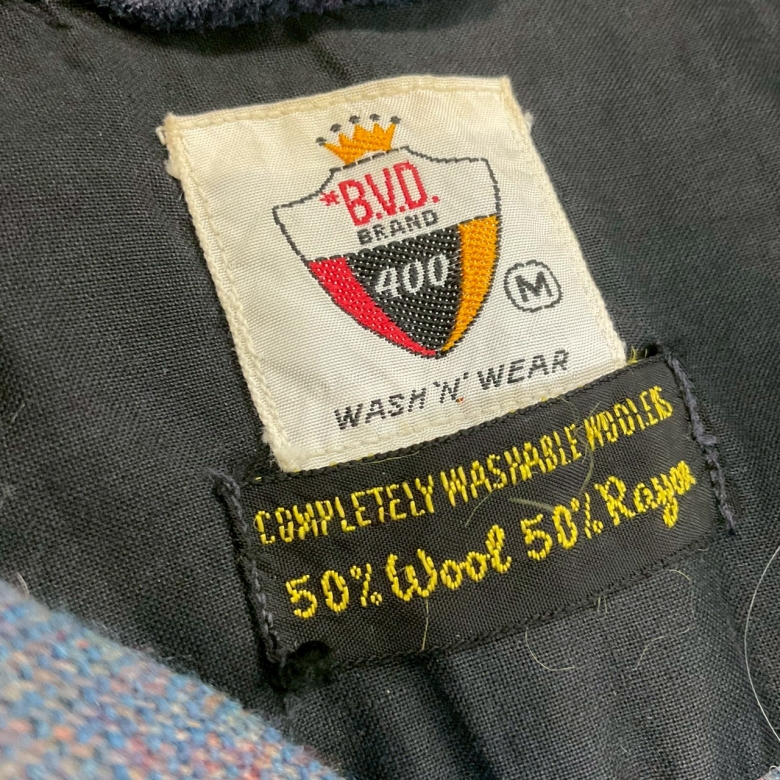 *B.V.D.
BRAND
400
M
WASH 'N' WEAR
COMPLETELY WASHABLE WOOLENS
50% Wool 50% Rayon